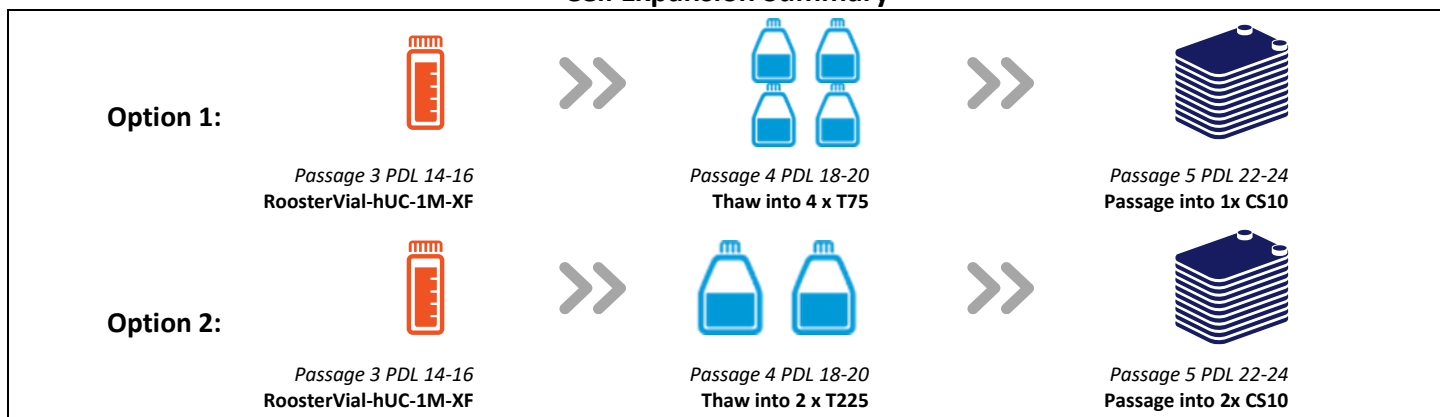 Cell Expansion Summary
Option 1:
Passage 3 PDL 14-16
RoosterVial-hUC-1M-XF
Passage 4 PDL 18-20
Thaw into 4 x T75
Passage 5 PDL 22-24
Passage into 1x CS10
Option 2:
Passage 3 PDL 14-16
RoosterVial-hUC-1M-XF
Passage 4 PDL 18-20
Thaw into 2 x T225
Passage 5 PDL 22-24
Passage into 2x CS10